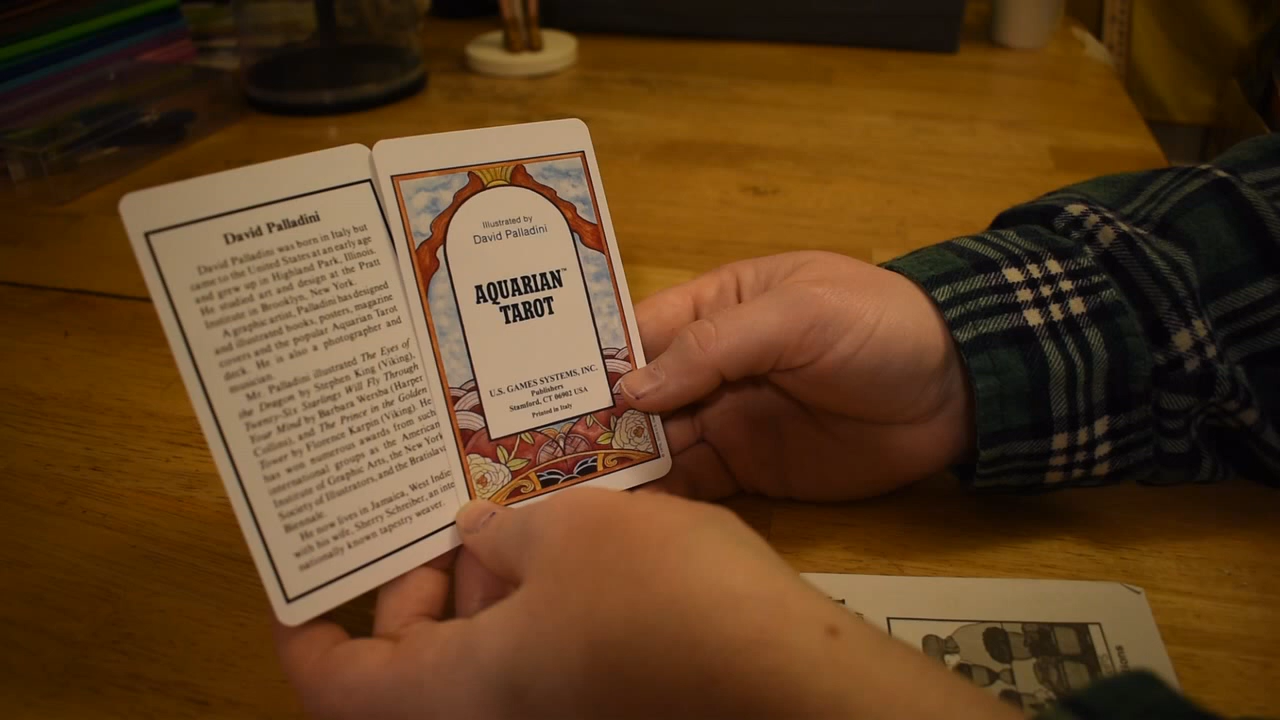 David Palladini
David Palladini was born in Italy but
came to the United States at an early age
and grew up in Highland Park, Illinois.
He studied art and design at the Pratt
Institute in Brooklyn, New York.
A graphic artist, Palladini has designed
and illustrated books, posters, magazine
covers and the popular Aquarian Tarot
deck. He is also a photographer and
musician.
Mr. Palladini illustrated The Eyes of
the Dragon by Stephen King (Viking),
Twenty-Six Starlings Will Fly Through
Your Mind by Barbara Wersba (Harper
Collins), and The Prince in the Golden
Tower by Florence Karpin (Viking). He
has won numerous awards from such
international groups as the American
Institute of Graphic Arts, the New York
Society of Illustrators, and the Bratislava
Biennale.
He now lives in Jamaica, West Indie
with his wife, Sherry Schreiber, an inte
nationally known tapestry weaver.
Illustrated by
David Palladini
AQUARIAN™
TAROT
U.S. GAMES SYSTEMS, INC.
Publishers
Stamford, CT 06902 USA
Printed in Italy